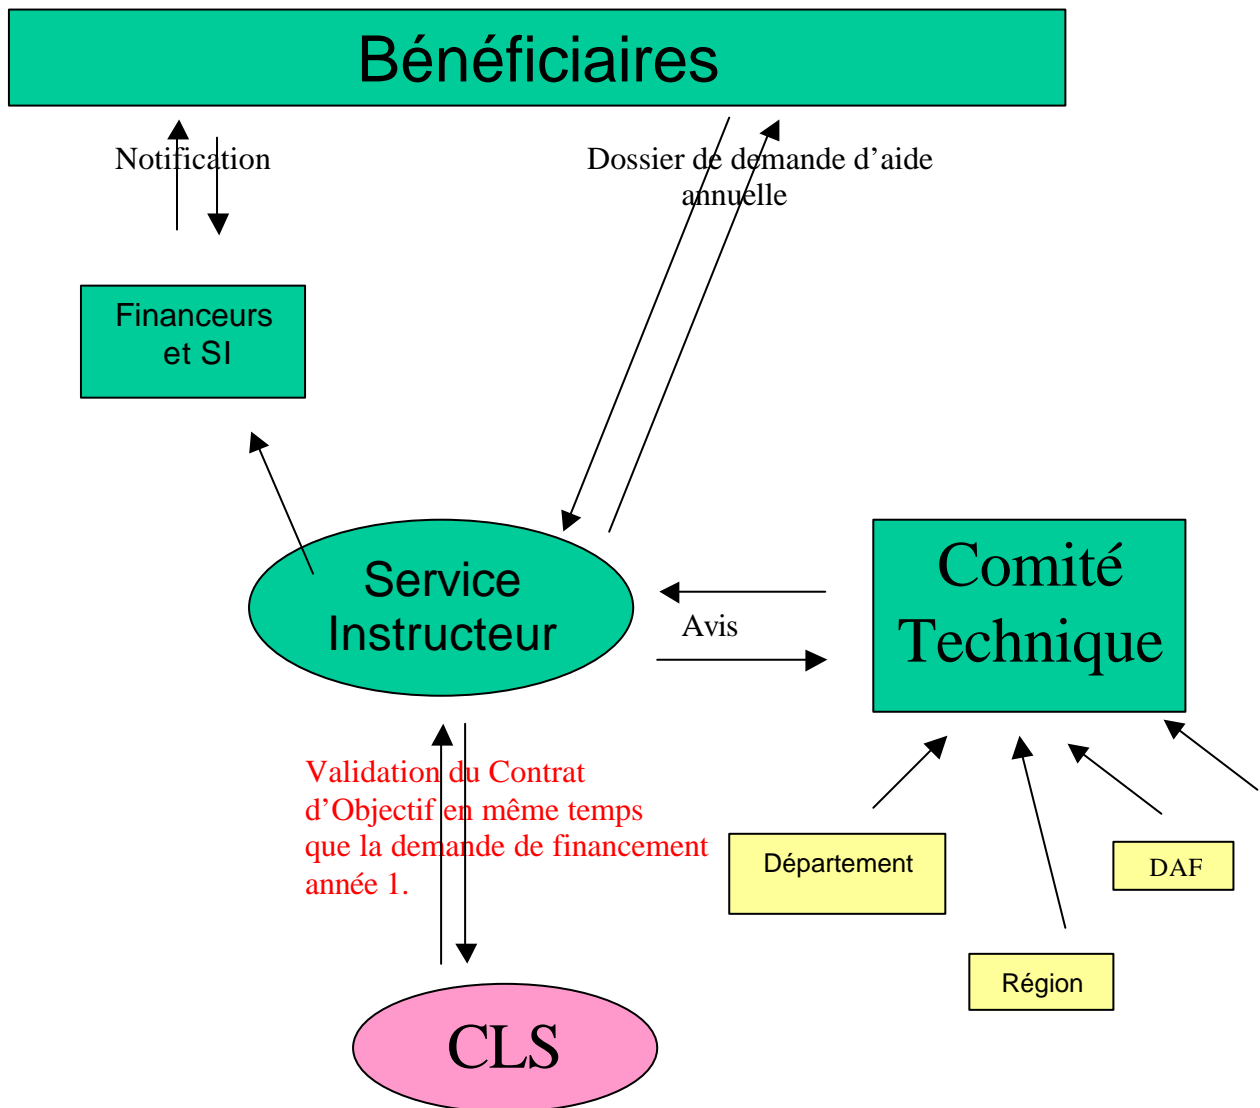 Bénéficiaires
Notification
Dossier de demande d’aide
annuelle
Financeurs
et SI
Service
Instructeur
Avis
Comité
Technique
Validation du Contrat
d’Objectif en même temps
que la demande de financement
année 1.
Département
DAF
Région
CLS